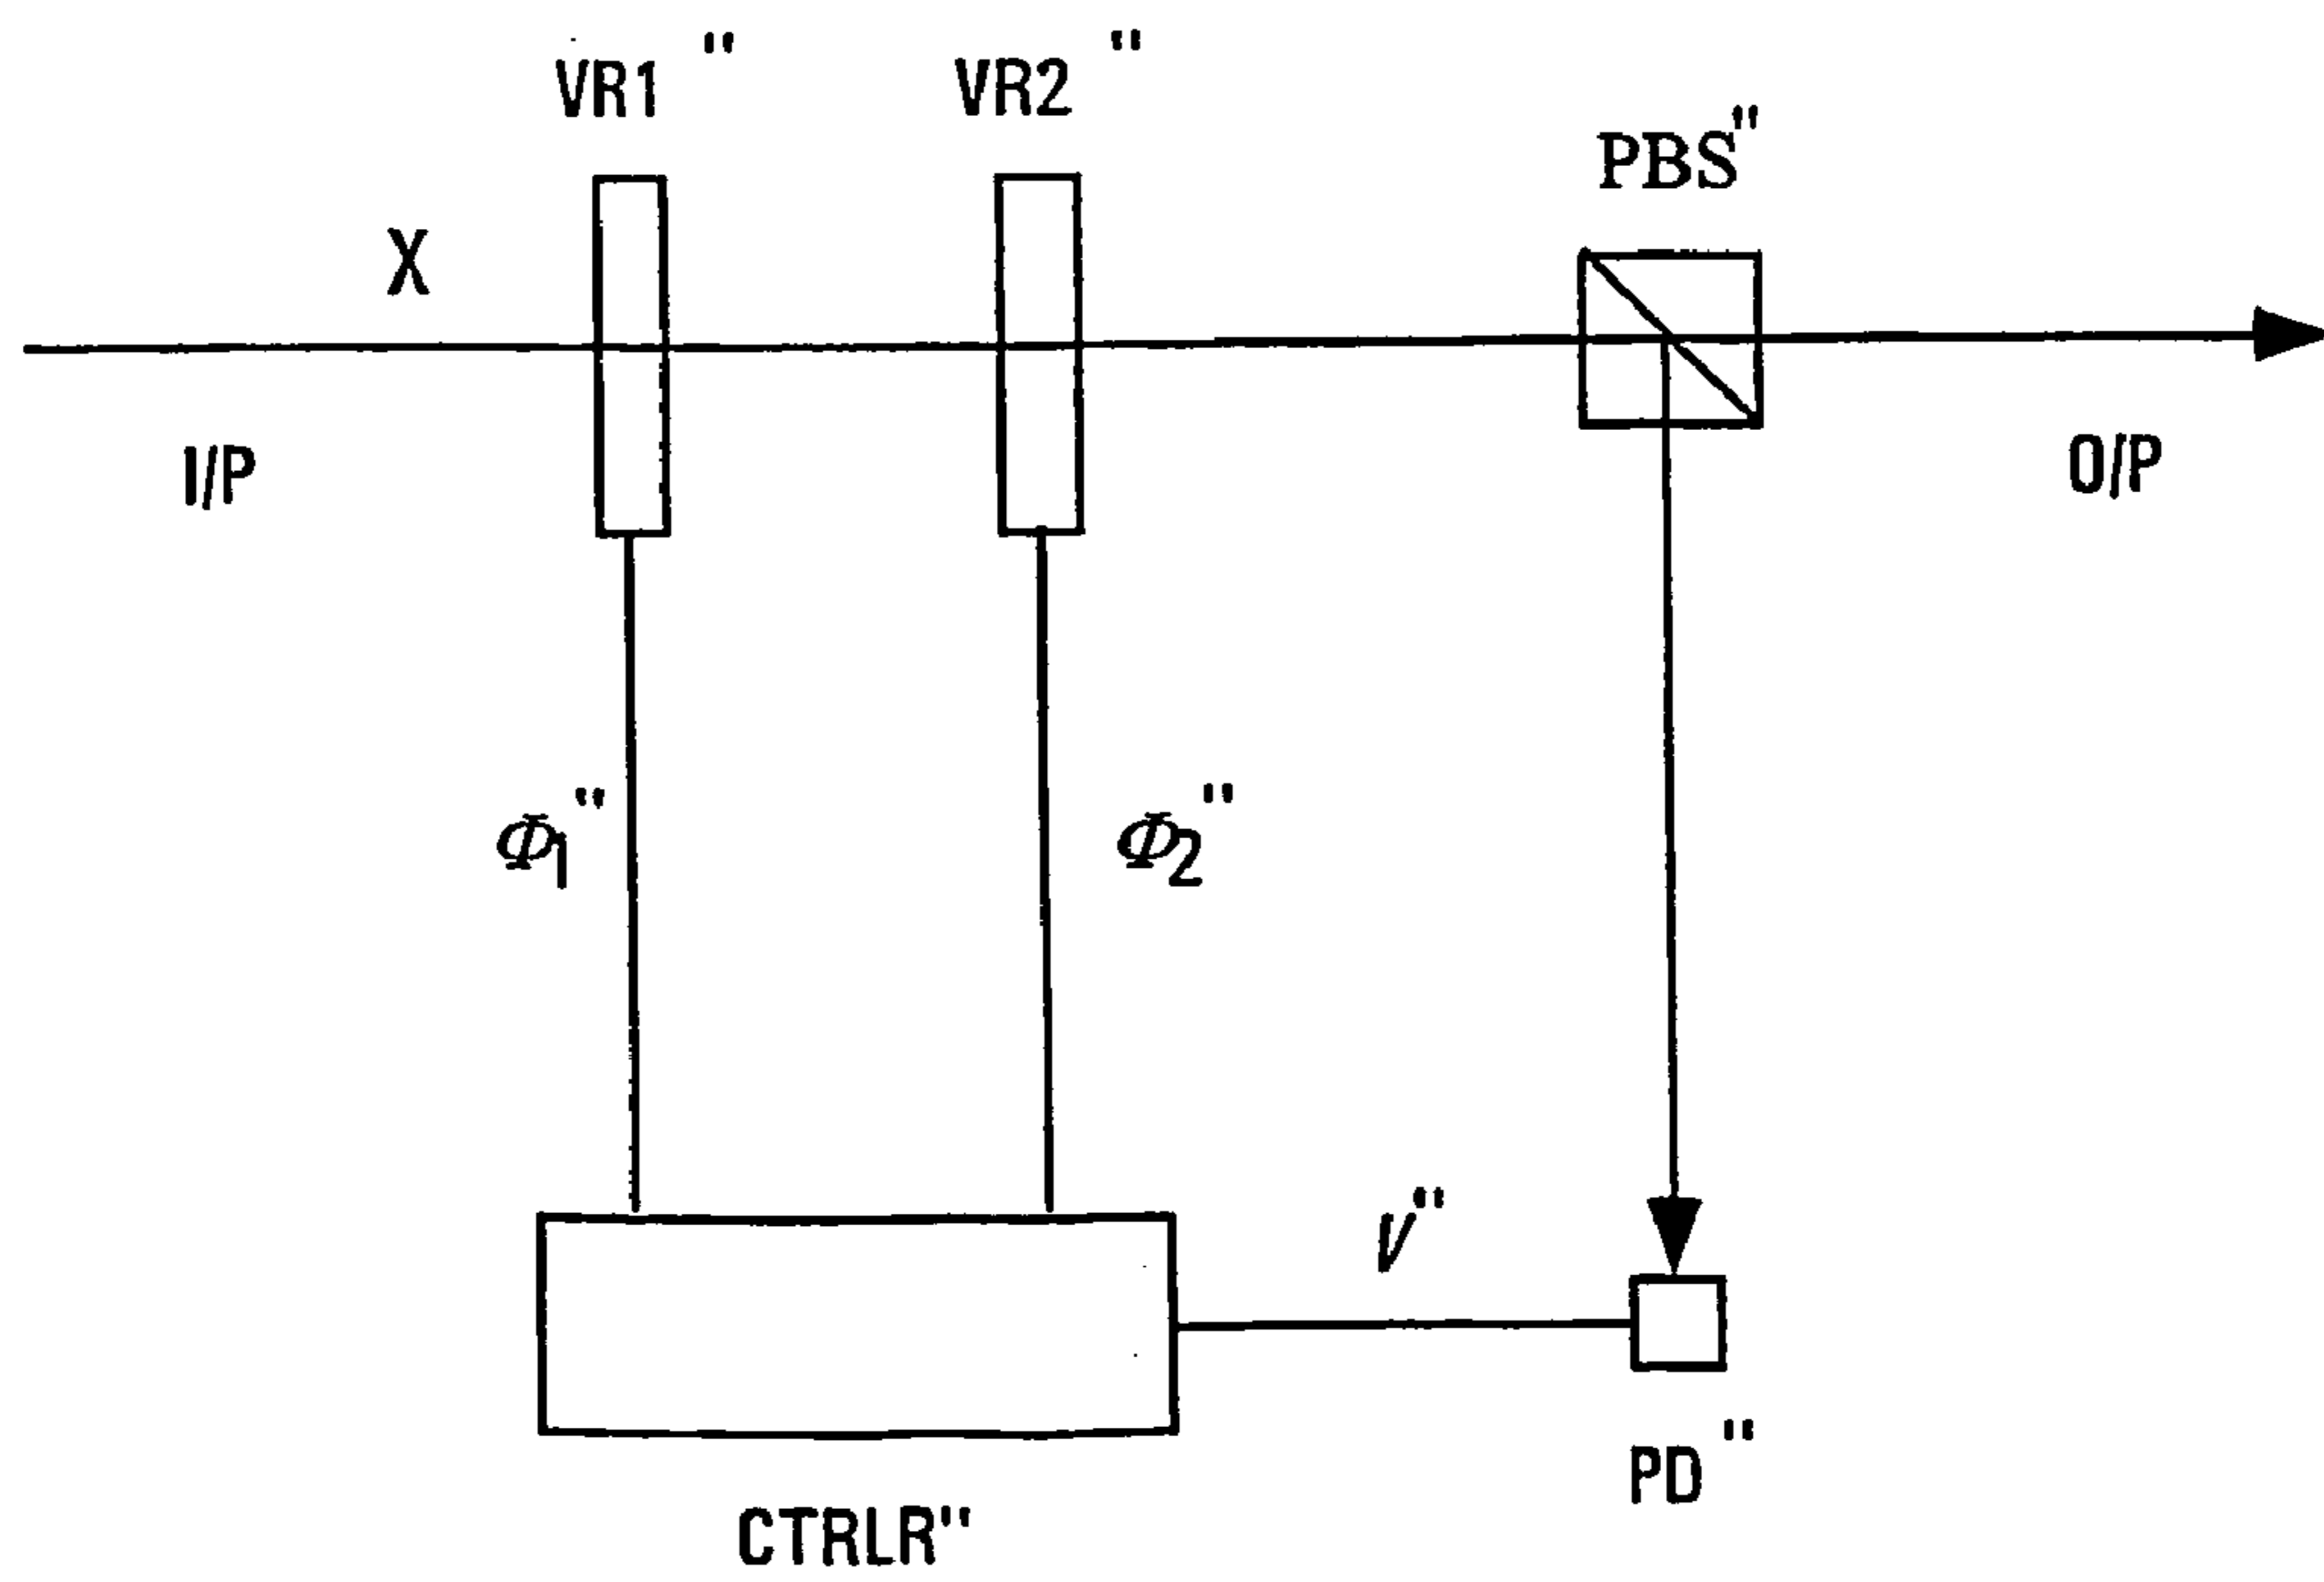 VR1"
VR2"
PBS"
X
I/P
O/P
Φ1"
Φ2"
V"
PD"
CTRLR"